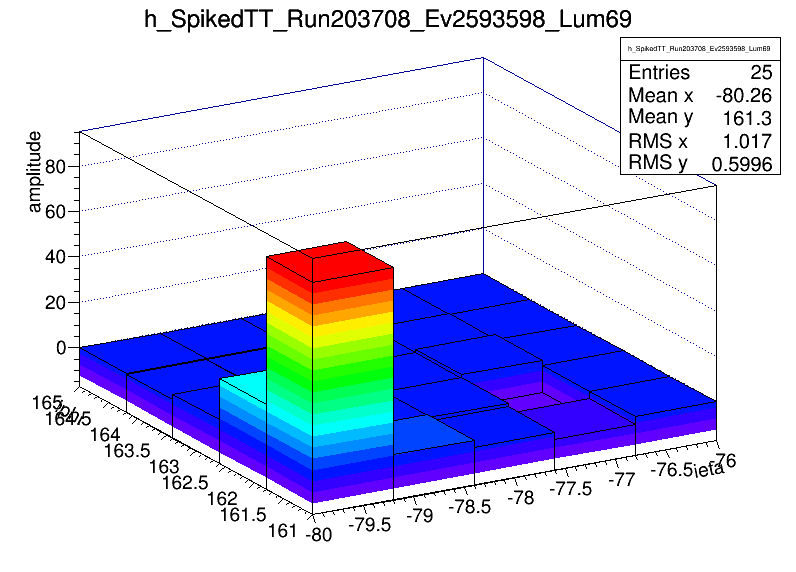 h_SpikedTT_Run203708_Ev2593598_Lum69
h_SpikedTT_Run203708_Ev2593598_Lum69
Entries 25
Mean x -80.26
Mean y 161.3
RMS x 1.017
RMS y 0.5996
amplitude
80
60
40
20
0
165
164.5
164
163.5
163
162.5
162
161.5
161
-80
-79.5
-79
-78.5
-78
-77.5
-77
-76.5
-76
ieta